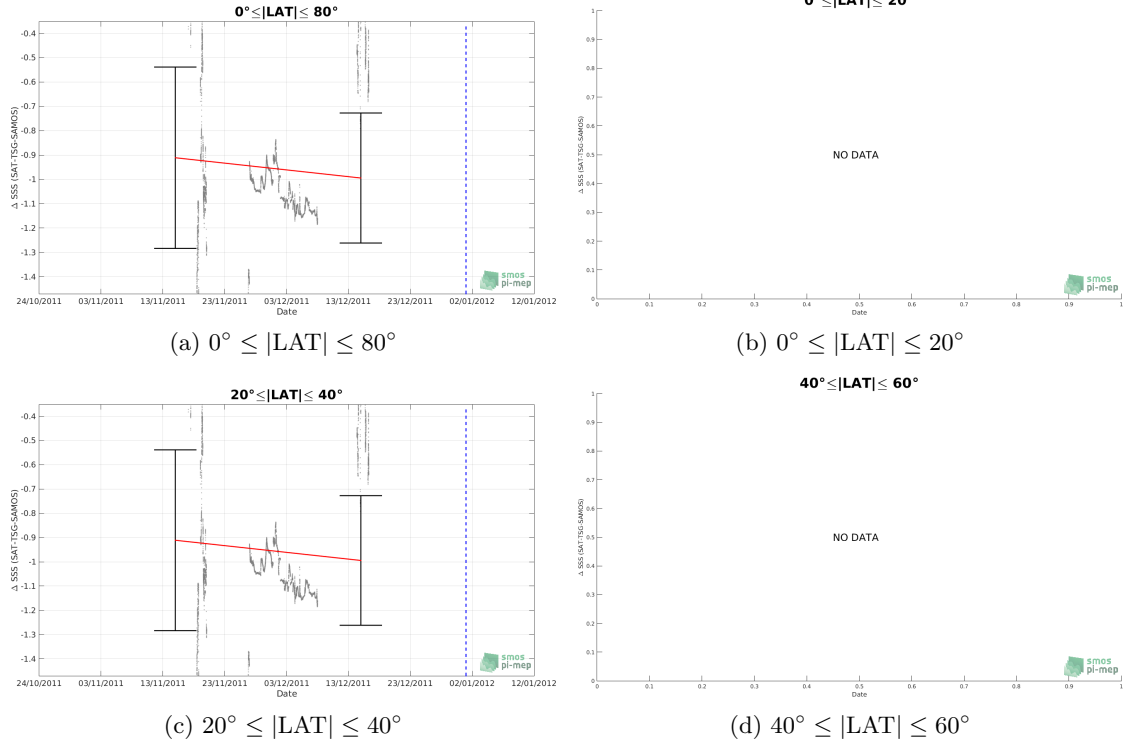 0°≤|LAT|≤ 80°
-0.4
-0.5
-0.6
-0.7
-0.8
-0.9
-1
-1.1
-1.2
-1.3
-1.4
Δ SSS (SAT-TSG-SAMOS)
24/10/2011 03/11/2011 13/11/2011 23/11/2011 03/12/2011 13/12/2011 23/12/2011 02/01/2012 12/01/2012
Date
smos
pi-mep
(a) 0° ≤ |LAT| ≤ 80°
0°≤|LAT|≤ 20°
1
0.9
0.8
0.7
0.6
0.5
0.4
0.3
0.2
0.1
0
Δ SSS (SAT-TSG-SAMOS)
NO DATA
0 0.1 0.2 0.3 0.4 0.5 0.6 0.7 0.8 0.9 1
Date
smos
pi-mep
(b) 0° ≤ |LAT| ≤ 20°
20°≤|LAT|≤ 40°
-0.4
-0.5
-0.6
-0.7
-0.8
-0.9
-1
-1.1
-1.2
-1.3
-1.4
Δ SSS (SAT-TSG-SAMOS)
24/10/2011 03/11/2011 13/11/2011 23/11/2011 03/12/2011 13/12/2011 23/12/2011 02/01/2012 12/01/2012
Date
smos
pi-mep
(c) 20° ≤ |LAT| ≤ 40°
40°≤|LAT|≤ 60°
1
0.9
0.8
0.7
0.6
0.5
0.4
0.3
0.2
0.1
0
Δ SSS (SAT-TSG-SAMOS)
NO DATA
0 0.1 0.2 0.3 0.4 0.5 0.6 0.7 0.8 0.9 1
Date
smos
pi-mep
(d) 40° ≤ |LAT| ≤ 60°